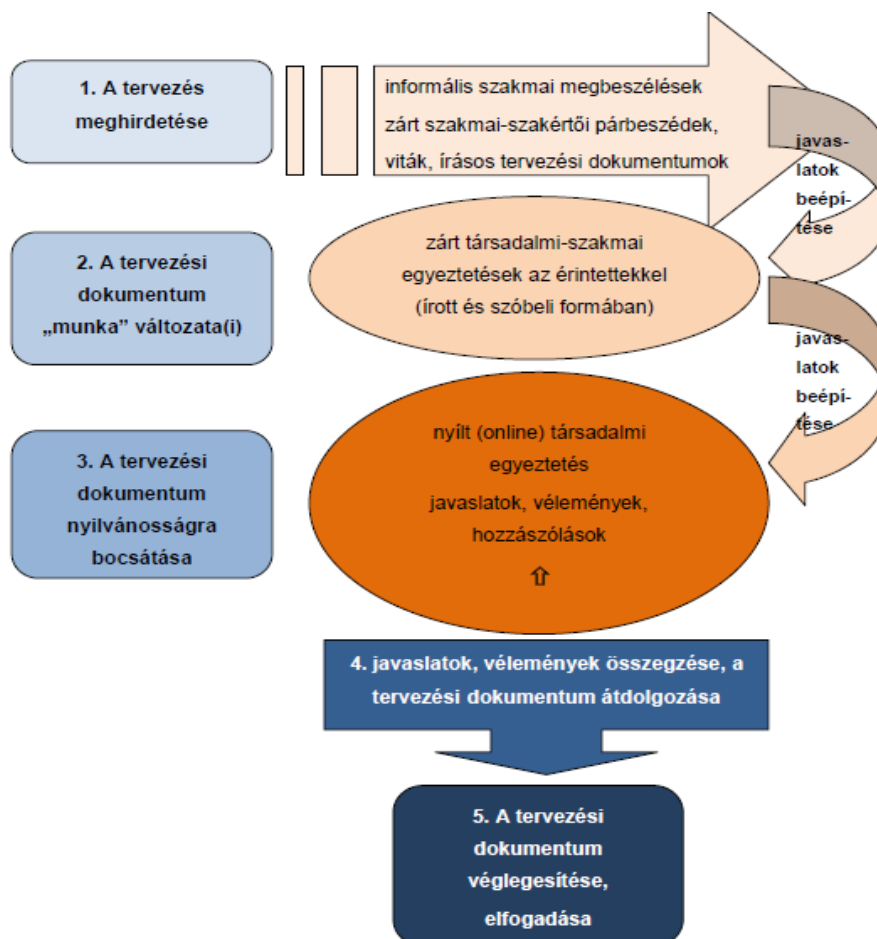 1. A tervezés
meghirdetése
informális szakmai megbeszélések
zárt szakmai-szakértői párbeszédek,
viták, írásos tervezési dokumentumok
javas-
latok
beépí-
tése
2. A tervezési
dokumentum
„munka” változata(i)
zárt társadalmi-szakmai
egyeztetések az érintettekkel
(írott és szóbeli formában)
javas-
latok
beépí-
tése
3. A tervezési
dokumentum
nyilvánosságra
bocsátása
nyílt (online) társadalmi
egyeztetés
javaslatok, vélemények,
hozzászólások
4. javaslatok, vélemények összegzése, a
tervezési dokumentum átdolgozása
5. A tervezési
dokumentum
véglegesítése,
elfogadása